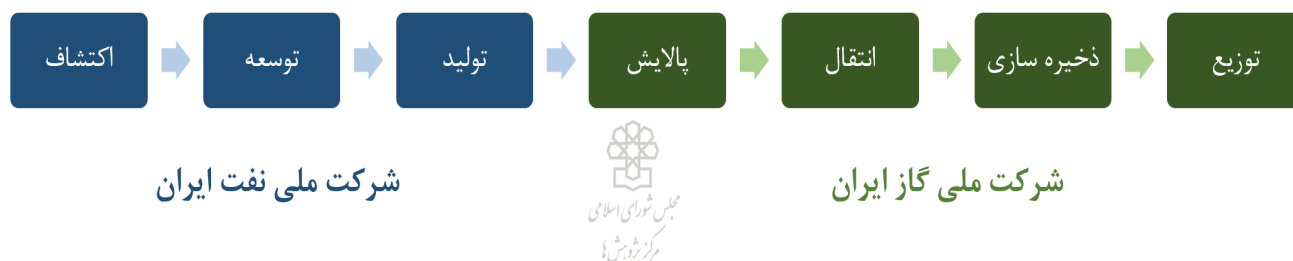 اکتشاف
توسعه
تولید
پالایش
انتقال
ذخیره سازی
توزیع
شرکت ملی نفت ایران
شرکت ملی گاز ایران
مجلس شورای اسلامی
مرکز پژوهش‌ها